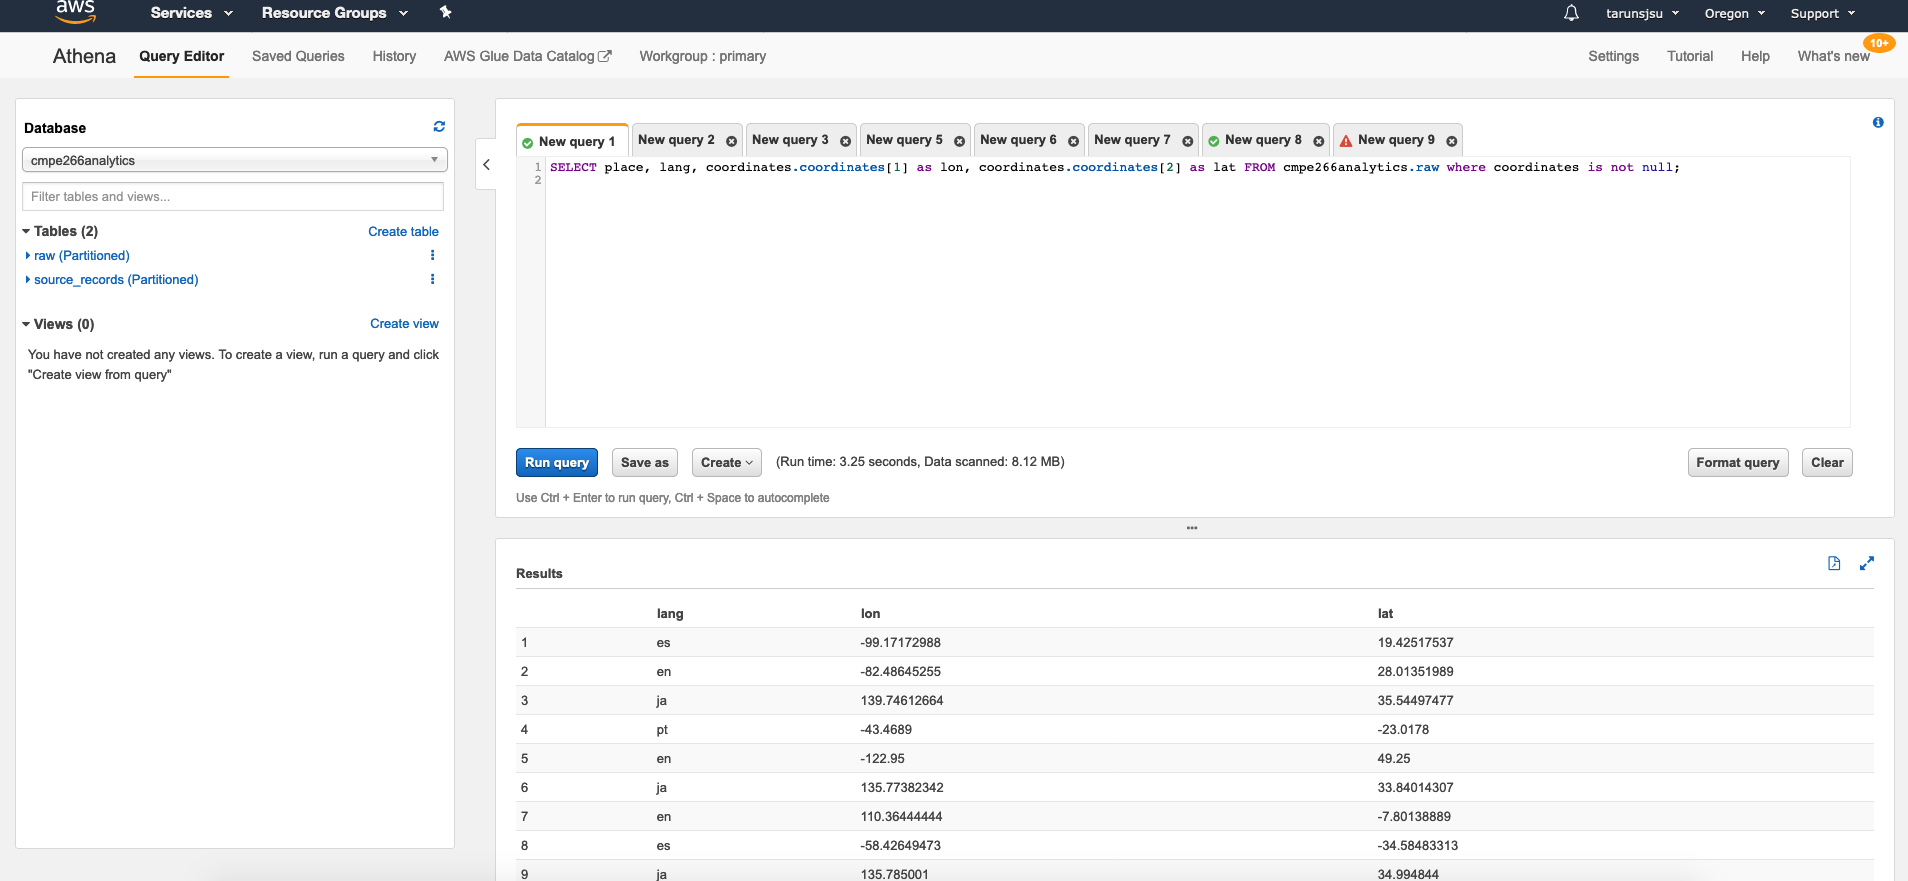 aws Services Resource Groups tarunsjsu Oregon Support
Athena Query Editor Saved Queries History AWS Glue Data Catalog Workgroup : primary Settings Tutorial Help What's new 10+
Database
cmpe266analytics
Filter tables and views...
Tables (2) Create table
raw (Partitioned)
source_records (Partitioned)
Views (0) Create view
You have not created any views. To create a view, run a query and click
"Create view from query"
New query 1 New query 2 New query 3 New query 5 New query 6 New query 7 New query 8 New query 9
1 SELECT place, lang, coordinates.coordinates[1] as lon, coordinates.coordinates[2] as lat FROM cmpe266analytics.raw where coordinates is not null;
2
Run query Save as Create (Run time: 3.25 seconds, Data scanned: 8.12 MB) Format query Clear
Use Ctrl + Enter to run query, Ctrl + Space to autocomplete
Results
lang lon lat
1 es -99.17172988 19.42517537
2 en -82.48645255 28.01351989
3 ja 139.74612664 35.54497477
4 pt -43.4689 -23.0178
5 en -122.95 49.25
6 ja 135.77382342 33.84014307
7 en 110.36444444 -7.80138889
8 es -58.42649473 -34.58483313
9 ja 135.785001 34.994844